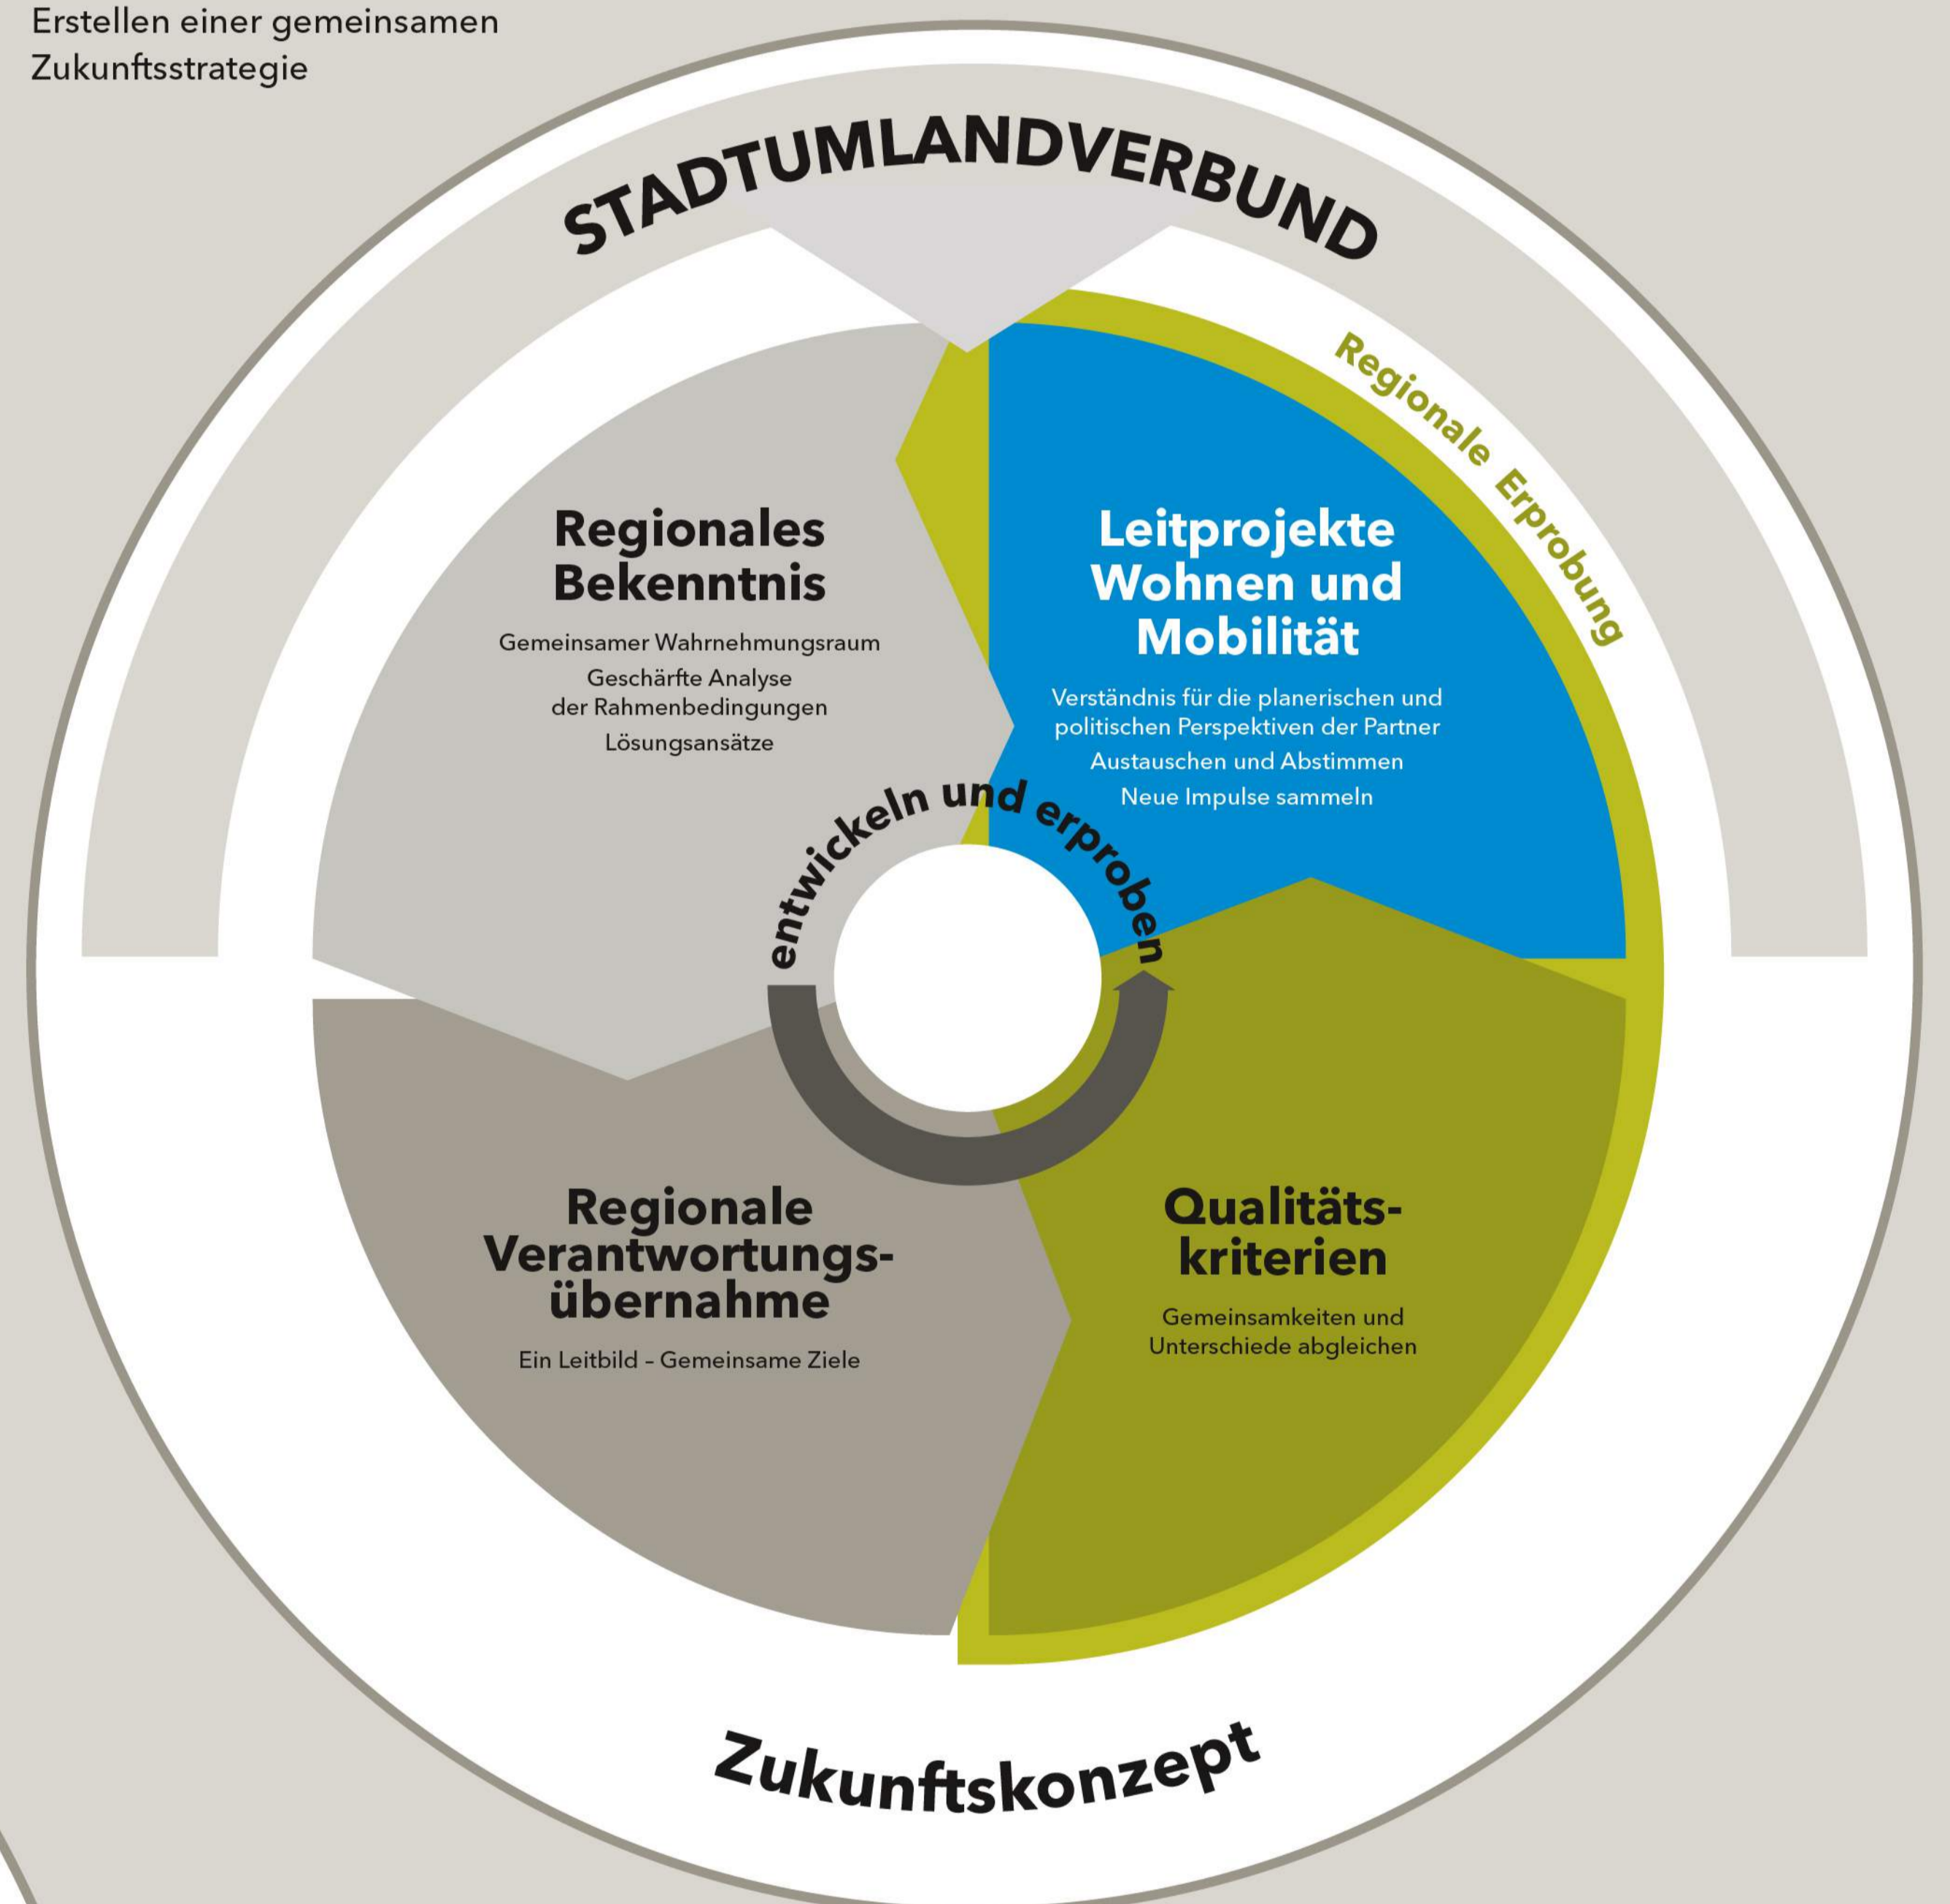 Erstellen einer gemeinsamen
Zukunftsstrategie
STADTUMLANDVERBUND
Regionale Erprobung
Regionales
Bekenntnis
Gemeinsamer Wahrnehmungsraum
Geschärfte Analyse
der Rahmenbedingungen
Lösungsansätze
Leitprojekte
Wohnen und
Mobilität
Verständnis für die planerischen und
politischen Perspektiven der Partner
Austauschen und Abstimmen
Neue Impulse sammeln
entwickeln und erproben
Regionale
Verantwortungs-
übernahme
Ein Leitbild – Gemeinsame Ziele
Qualitäts-
kriterien
Gemeinsamkeiten und
Unterschiede abgleichen
Zukunftskonzept